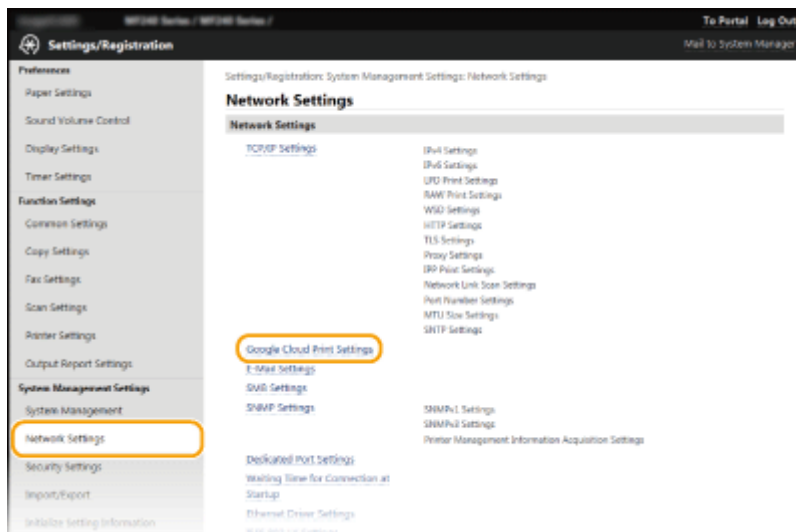 MF240 Series / MF240 Series /
To Portal Log Out
Settings/Registration
Mail to System Manager
Preferences
Paper Settings
Sound Volume Control
Display Settings
Timer Settings
Function Settings
Common Settings
Copy Settings
Fax Settings
Scan Settings
Printer Settings
Output Report Settings
System Management Settings
System Management
Network Settings
Security Settings
Import/Export
Initialize Setting Information
Settings/Registration: System Management Settings: Network Settings
Network Settings
Network Settings
TCP/IP Settings
IPv4 Settings
IPv6 Settings
LPD Print Settings
RAW Print Settings
WSD Settings
HTTP Settings
TLS Settings
Proxy Settings
IPP Print Settings
Network Link Scan Settings
Port Number Settings
MTU Size Settings
SNTP Settings
Google Cloud Print Settings
E-Mail Settings
SMB Settings
SNMP Settings
SNMPv1 Settings
SNMPv3 Settings
Printer Management Information Acquisition Settings
Dedicated Port Settings
Waiting Time for Connection at
Startup
Ethernet Driver Settings